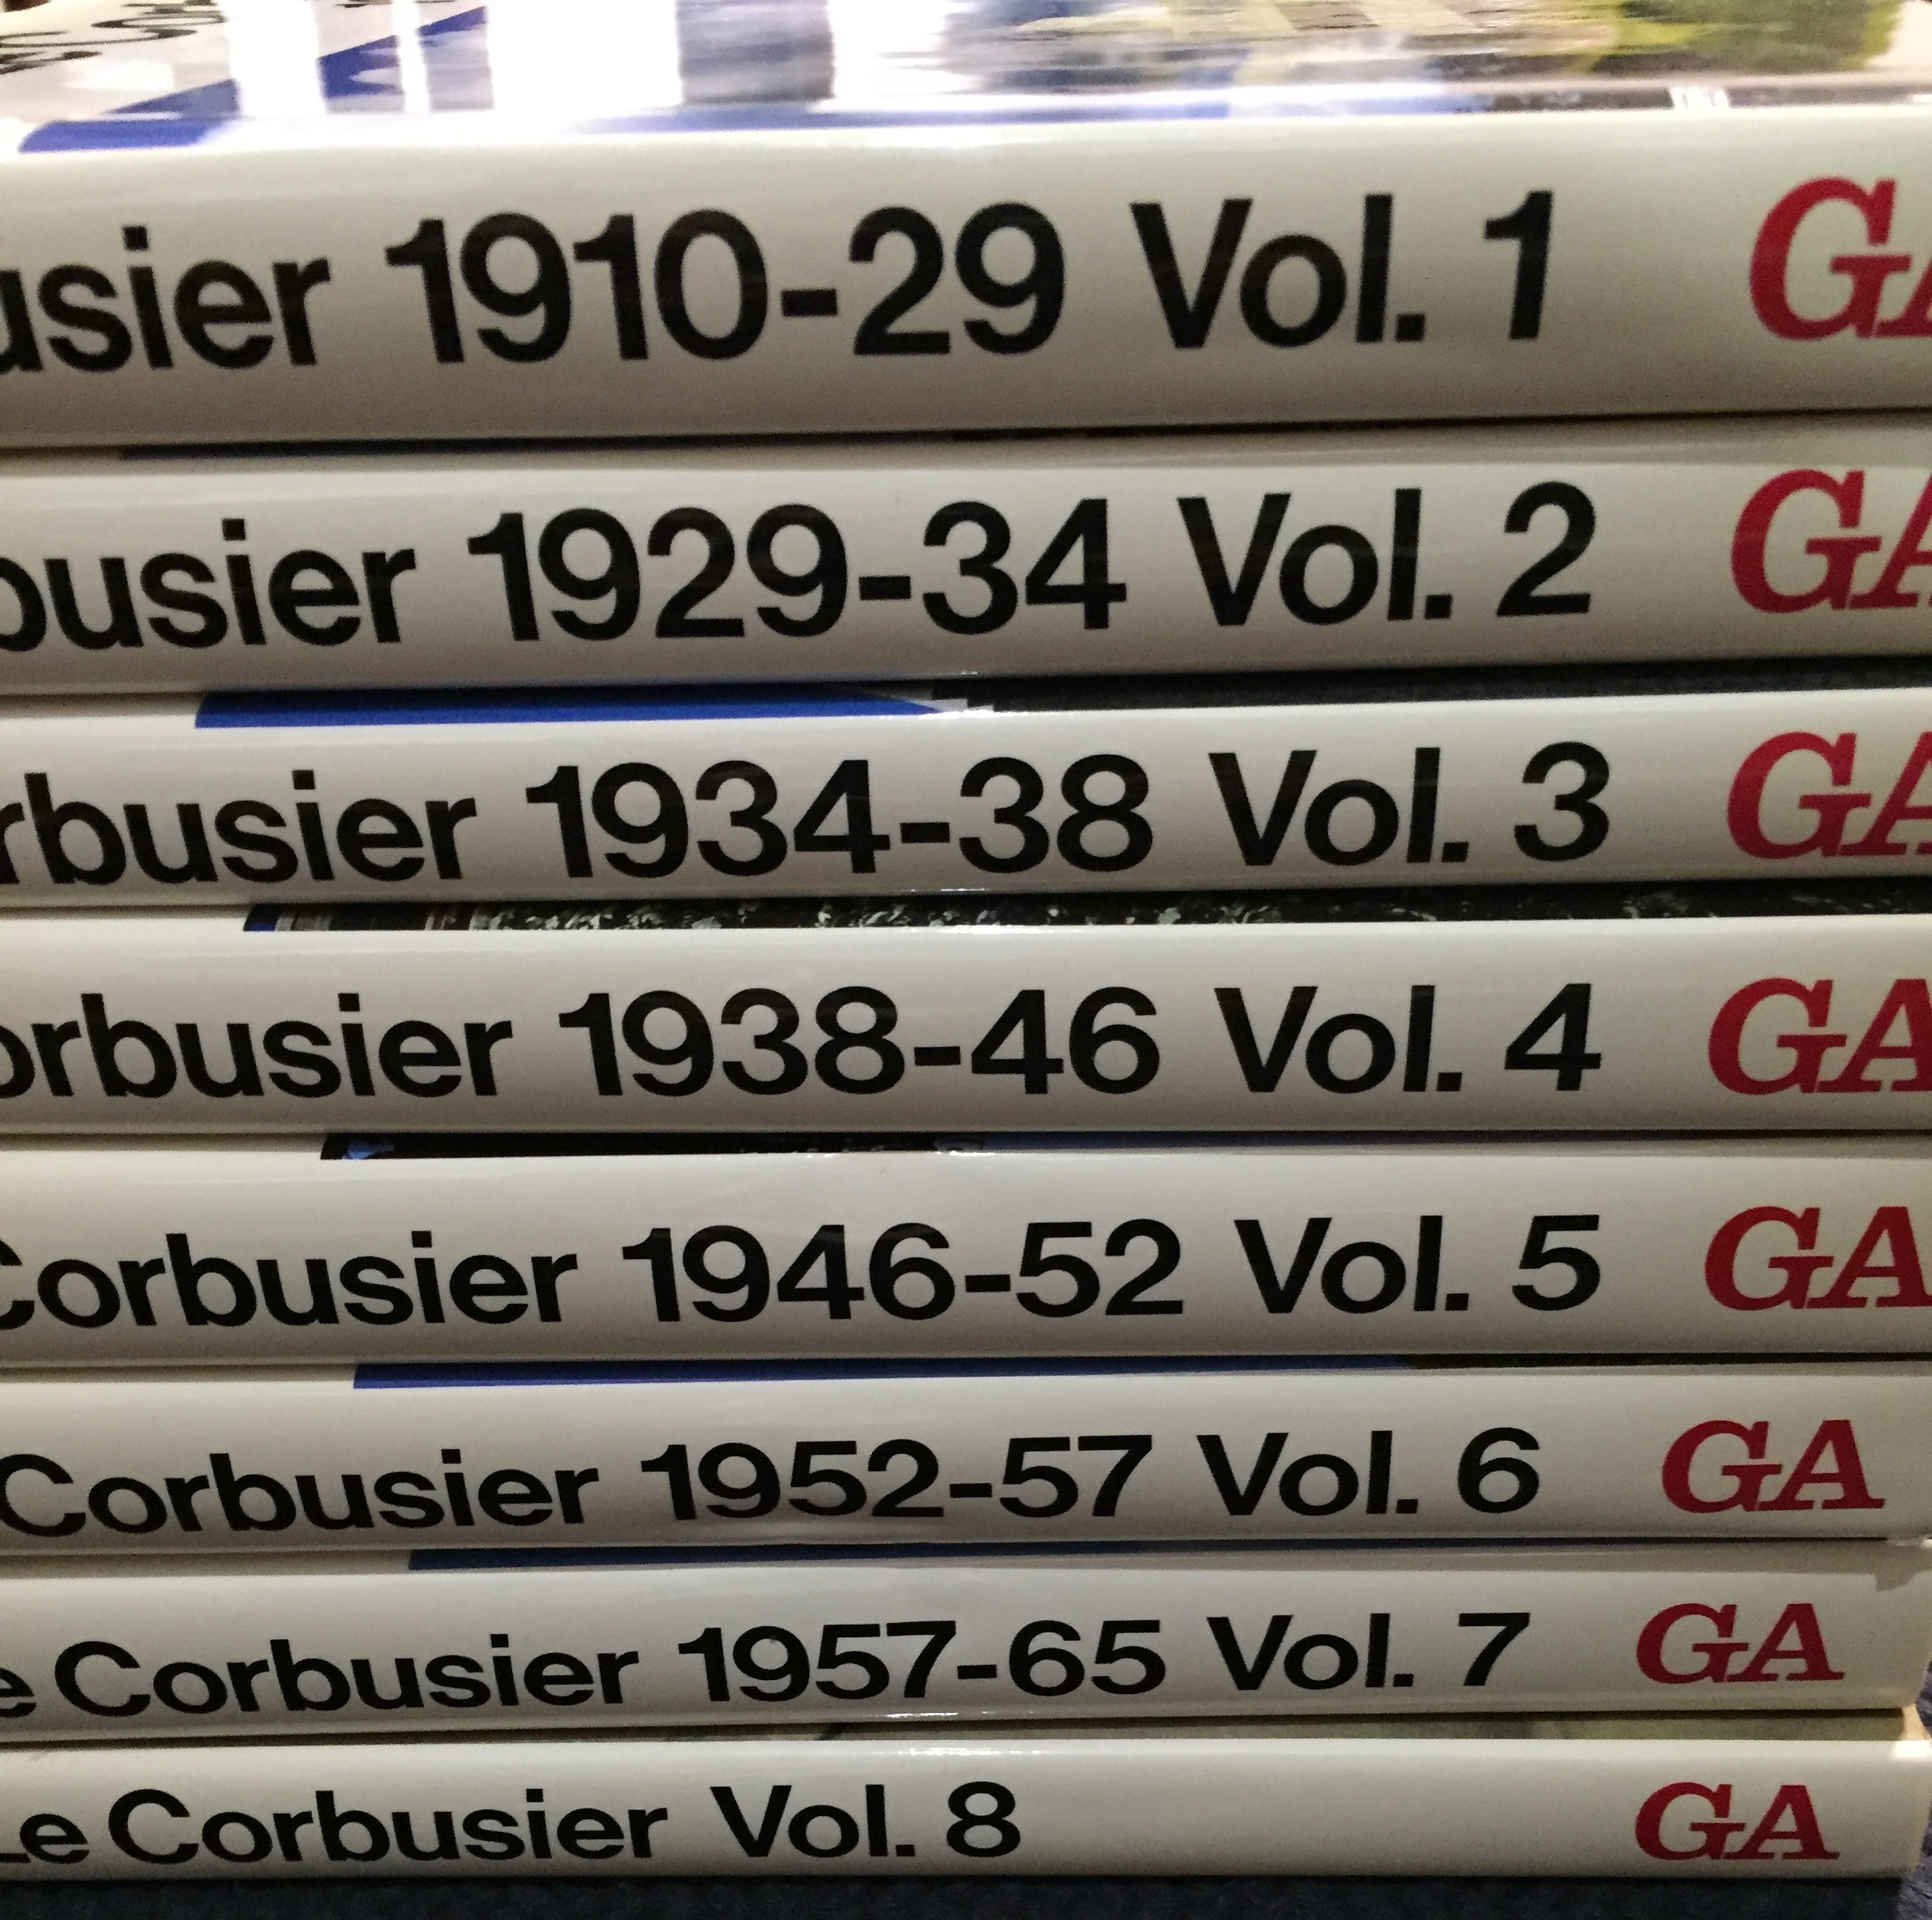 usier 1910-29 Vol. 1 GA
busier 1929-34 Vol. 2 GA
rbusier 1934-38 Vol. 3 GA
orbusier 1938-46 Vol. 4 GA
Corbusier 1946-52 Vol. 5 GA
Corbusier 1952-57 Vol. 6 GA
e Corbusier 1957-65 Vol. 7 GA
Le Corbusier Vol. 8 GA